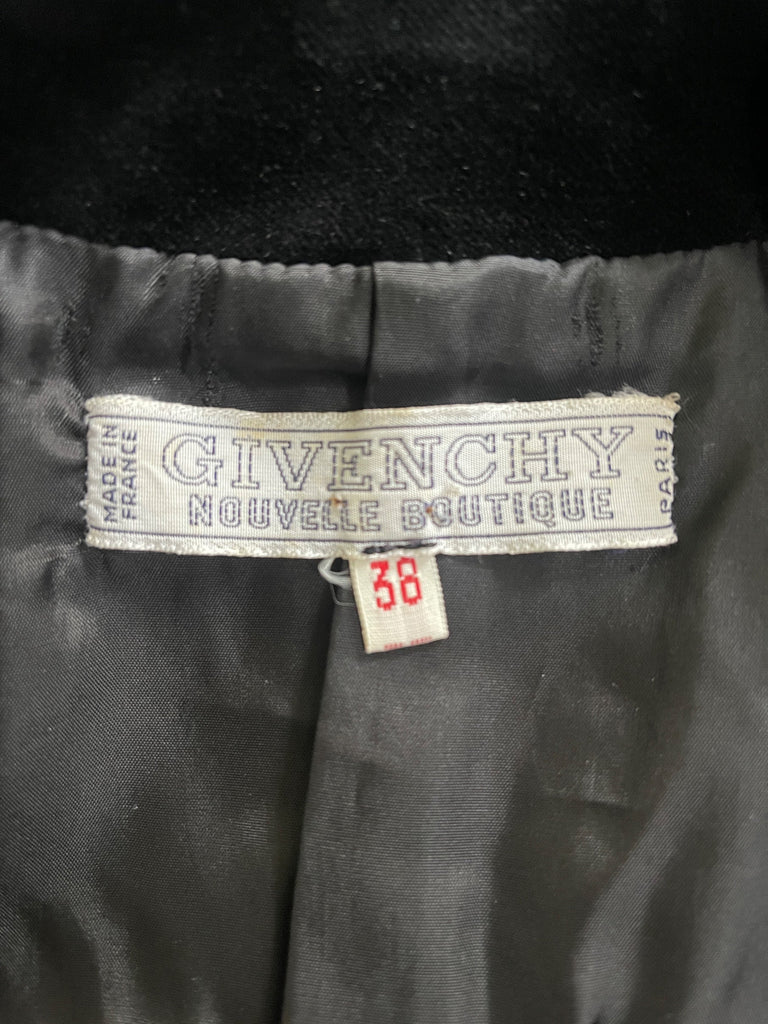 MADE IN
FRANCE
GIVENCHY
NOUVELLE BOUTIQUE
PARIS
38